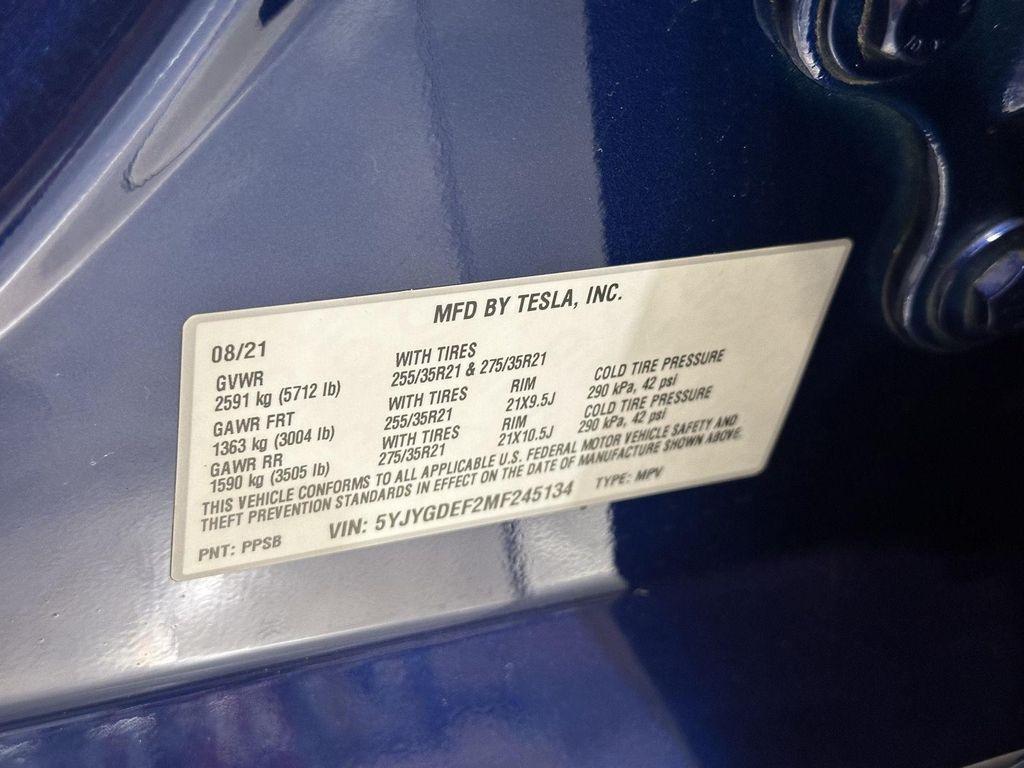 MFD BY TESLA, INC.
08/21
GVWR WITH TIRES
2591 kg (5712 lb) 255/35R21 & 275/35R21
GAWR FRT WITH TIRES RIM COLD TIRE PRESSURE
1363 kg (3004 lb) 255/35R21 21X9.5J 290 kPa, 42 psi
GAWR RR WITH TIRES RIM COLD TIRE PRESSURE
1590 kg (3505 lb) 275/35R21 21X10.5J 290 kPa, 42 psi
THIS VEHICLE CONFORMS TO ALL APPLICABLE U.S. FEDERAL MOTOR VEHICLE SAFETY AND
THEFT PREVENTION STANDARDS IN EFFECT ON THE DATE OF MANUFACTURE SHOWN ABOVE.
PNT: PPSB VIN: 5YJYGDEF2MF245134 TYPE: MPV